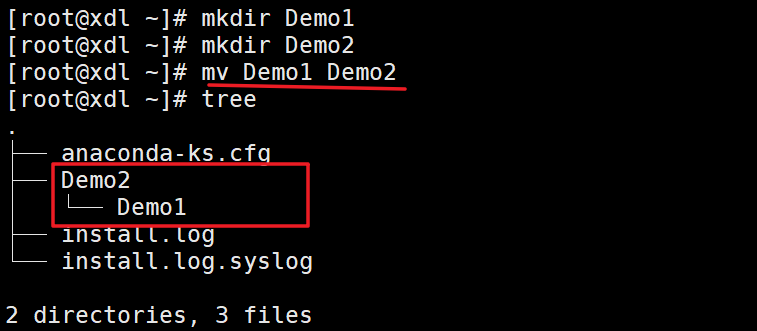 [root@xdl ~]# mkdir Demo1
[root@xdl ~]# mkdir Demo2
[root@xdl ~]# mv Demo1 Demo2
[root@xdl ~]# tree
.
├── anaconda-ks.cfg
├── Demo2
│   └── Demo1
├── install.log
└── install.log.syslog

2 directories, 3 files